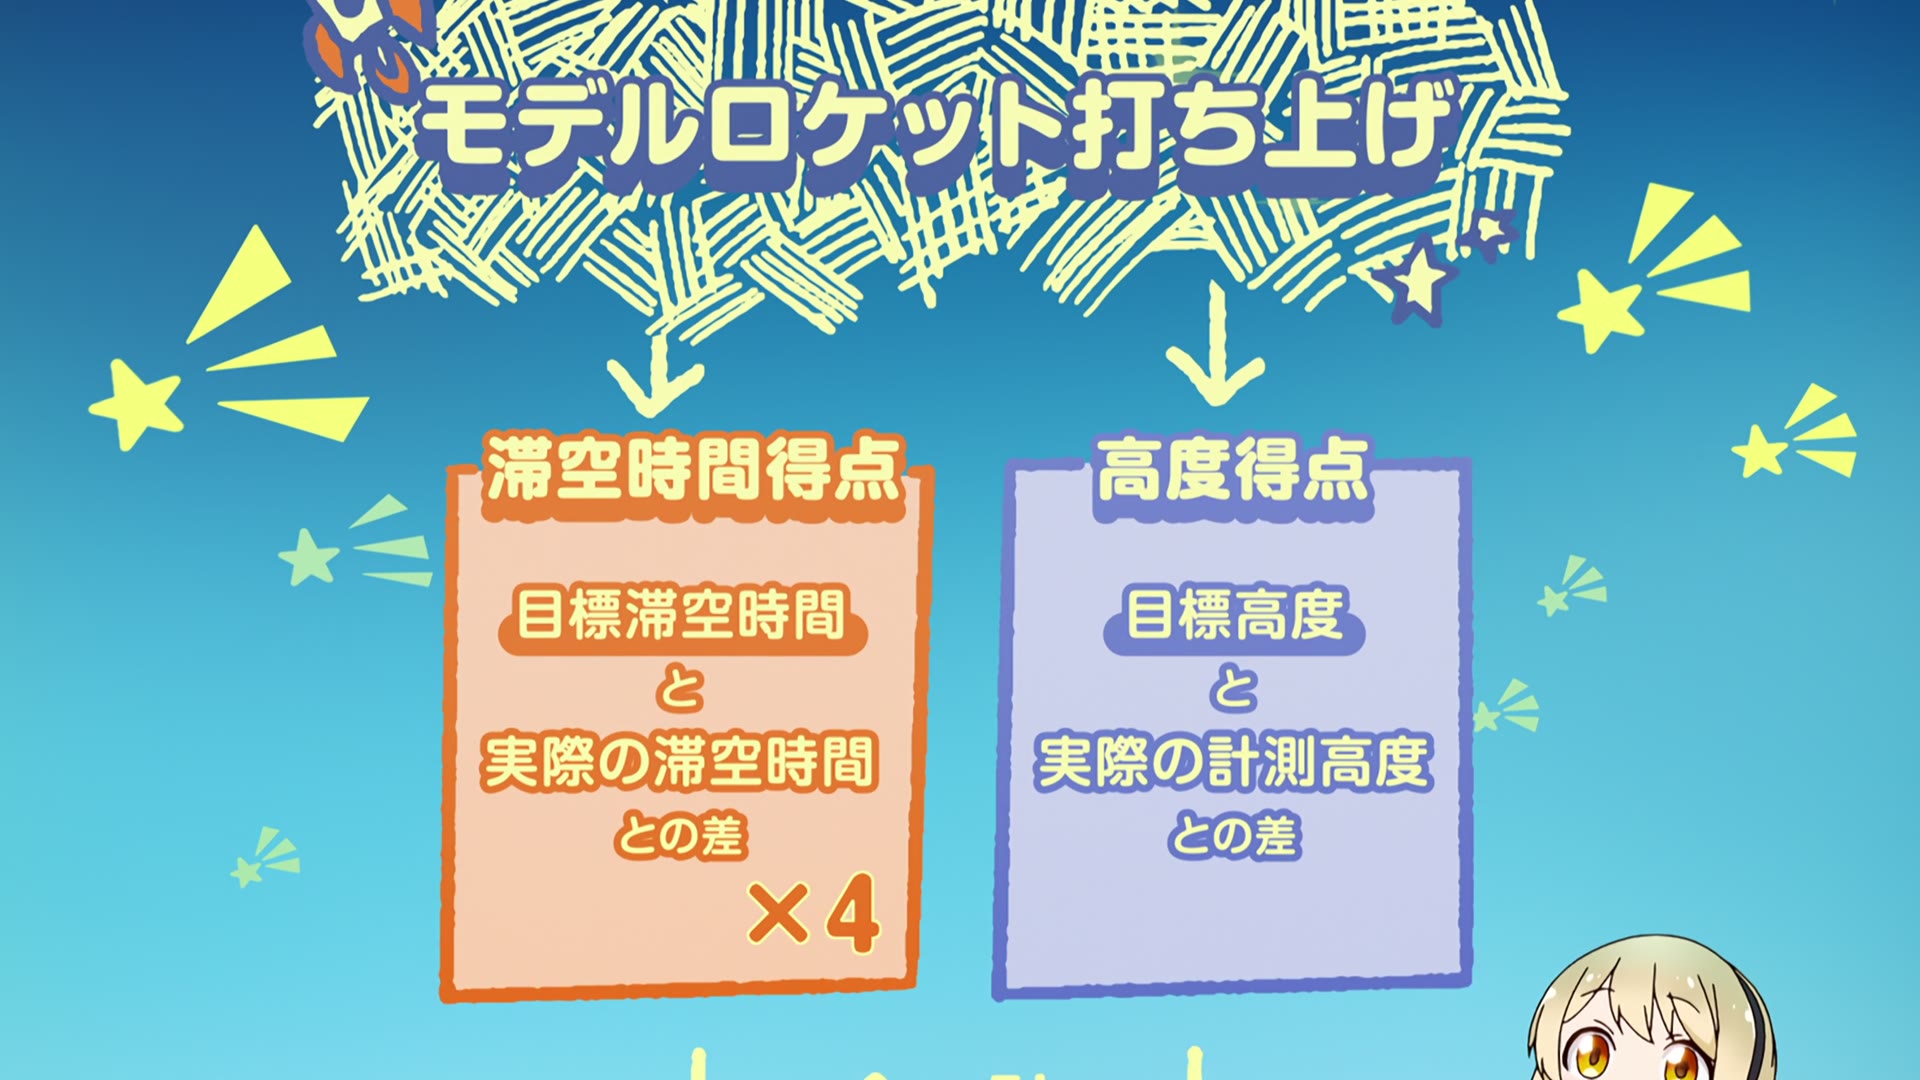 モデルロケット打ち上げ
滞空時間得点
目標滞空時間
と
実際の滞空時間
との差
×4
高度得点
目標高度
と
実際の計測高度
との差